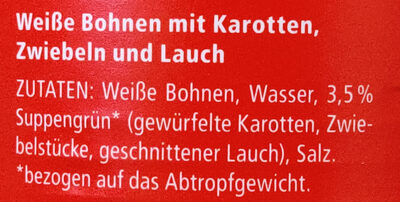 Weiße Bohnen mit Karotten,
Zwiebeln und Lauch
ZUTATEN: Weiße Bohnen, Wasser, 3,5%
Suppengrün* (gewürfelte Karotten, Zwie-
belstücke, geschnittener Lauch), Salz.
*bezogen auf das Abtropfgewicht.